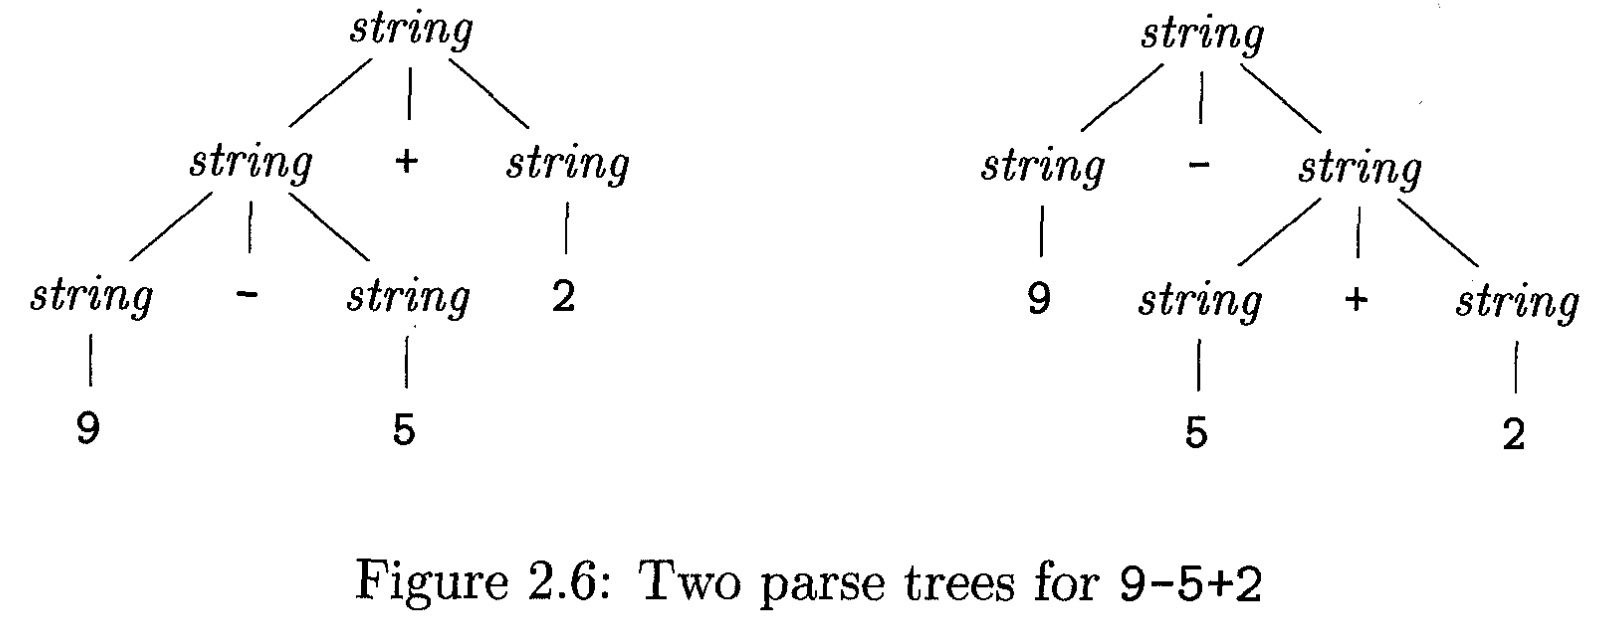 string string
string + string string - string
string - string 2 9 string + string
9 5 5 2
Figure 2.6: Two parse trees for 9-5+2